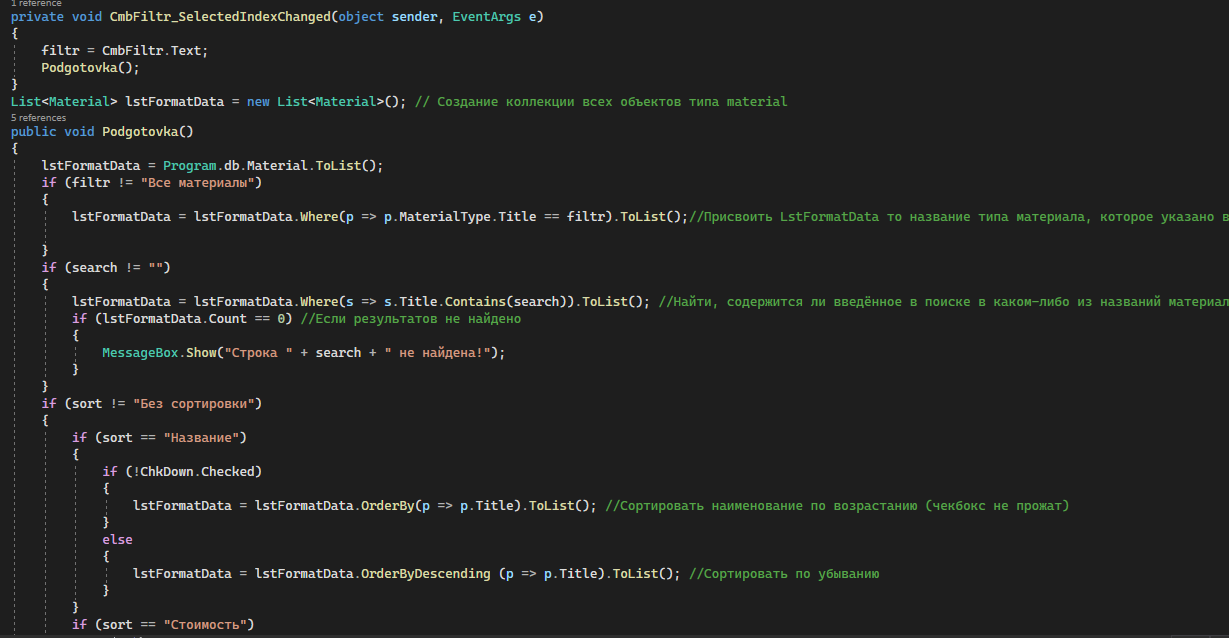 1 reference
private void CmbFiltr_SelectedIndexChanged(object sender, EventArgs e)
{
filtr = CmbFiltr.Text;
Podgotovka();
}
List<Material> lstFormatData = new List<Material>(); // Создание коллекции всех объектов типа material
5 references
public void Podgotovka()
{
lstFormatData = Program.db.Material.ToList();
if (filtr != "Все материалы")
{
lstFormatData = lstFormatData.Where(p => p.MaterialType.Title == filtr).ToList();//Присвоить LstFormatData то название типа материала, которое указано в
}
if (search != "")
{
lstFormatData = lstFormatData.Where(s => s.Title.Contains(search)).ToList(); //Найти, содержится ли введённое в поиске в каком-либо из названий материал
if (lstFormatData.Count == 0) //Если результатов не найдено
{
MessageBox.Show("Строка " + search + " не найдена!");
}
}
if (sort != "Без сортировки")
{
if (sort == "Название")
{
if (!ChkDown.Checked)
{
lstFormatData = lstFormatData.OrderBy(p => p.Title).ToList(); //Сортировать наименование по возрастанию (чекбокс не прожат)
}
else
{
lstFormatData = lstFormatData.OrderByDescending (p => p.Title).ToList(); //Сортировать по убыванию
}
}
if (sort == "Стоимость")